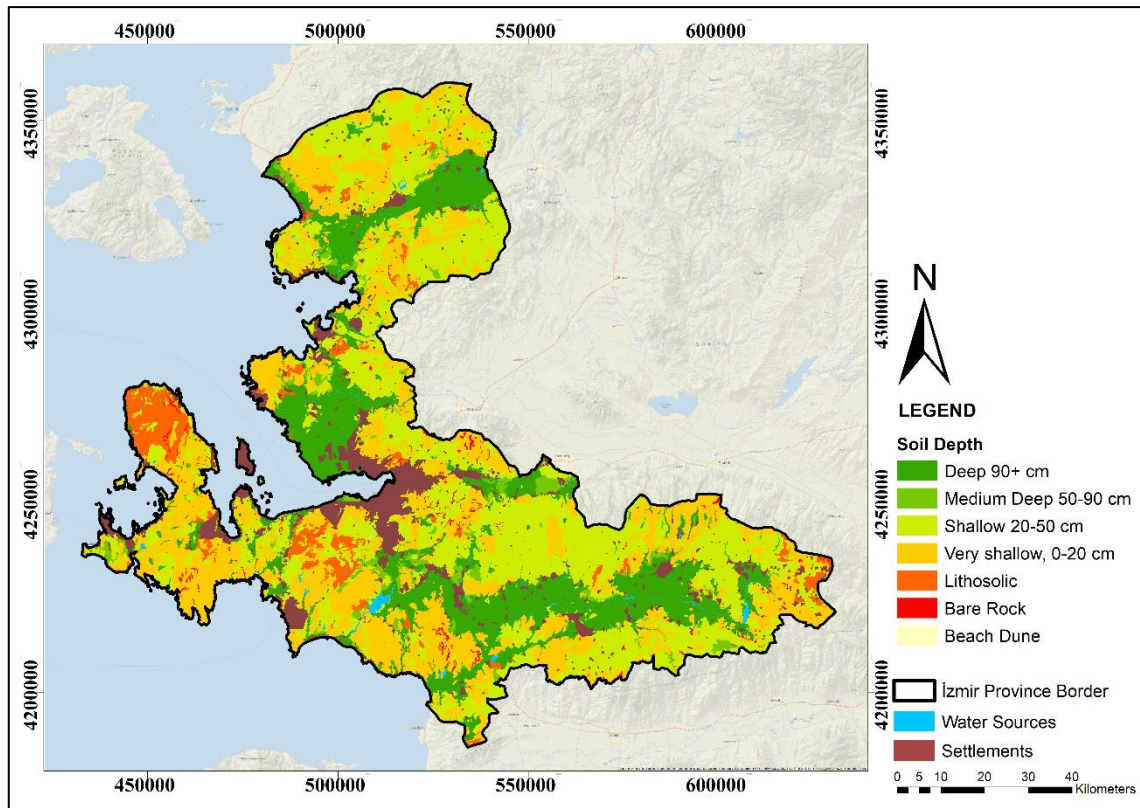 450000 500000 550000 600000
4350000
4300000
4250000
4200000
4350000
4300000
4250000
4200000
450000 500000 550000 600000
N
LEGEND
Soil Depth
Deep 90+ cm
Medium Deep 50-90 cm
Shallow 20-50 cm
Very shallow, 0-20 cm
Lithosolic
Bare Rock
Beach Dune
İzmir Province Border
Water Sources
Settlements
0 5 10 20 30 40
Kilometers